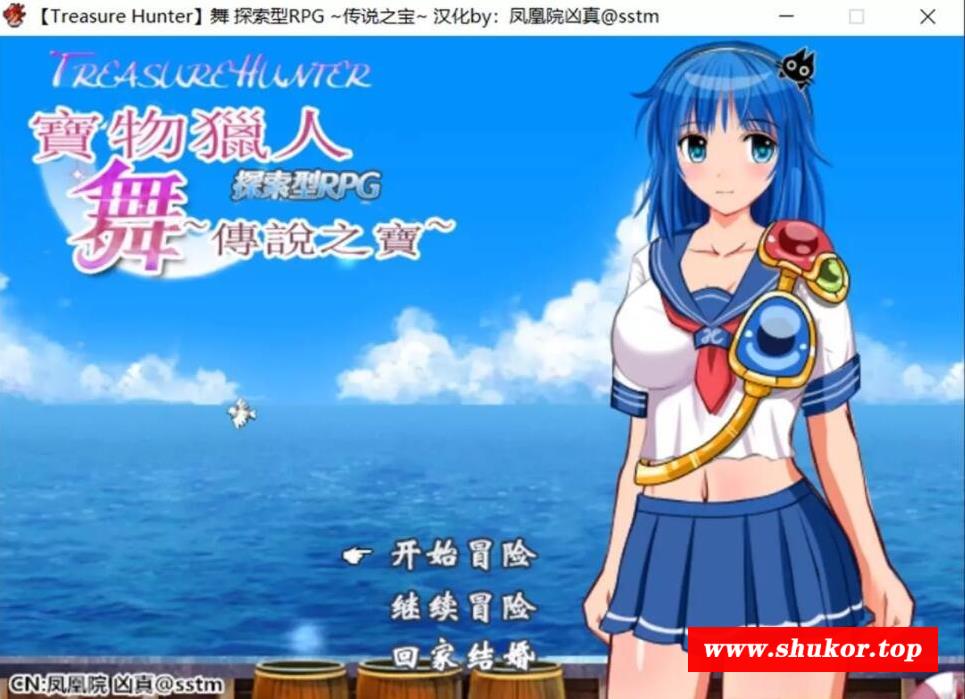 【Treasure Hunter】舞 探索型RPG ~传说之宝~ 汉化by：凤凰院凶真@sstm
TREASURE HUNTER
寶物獵人
探索型RPG
舞~傳說之寶~
开始冒险
继续冒险
回家结婚
www.shukor.top
CN:凤凰院 凶真@sstm